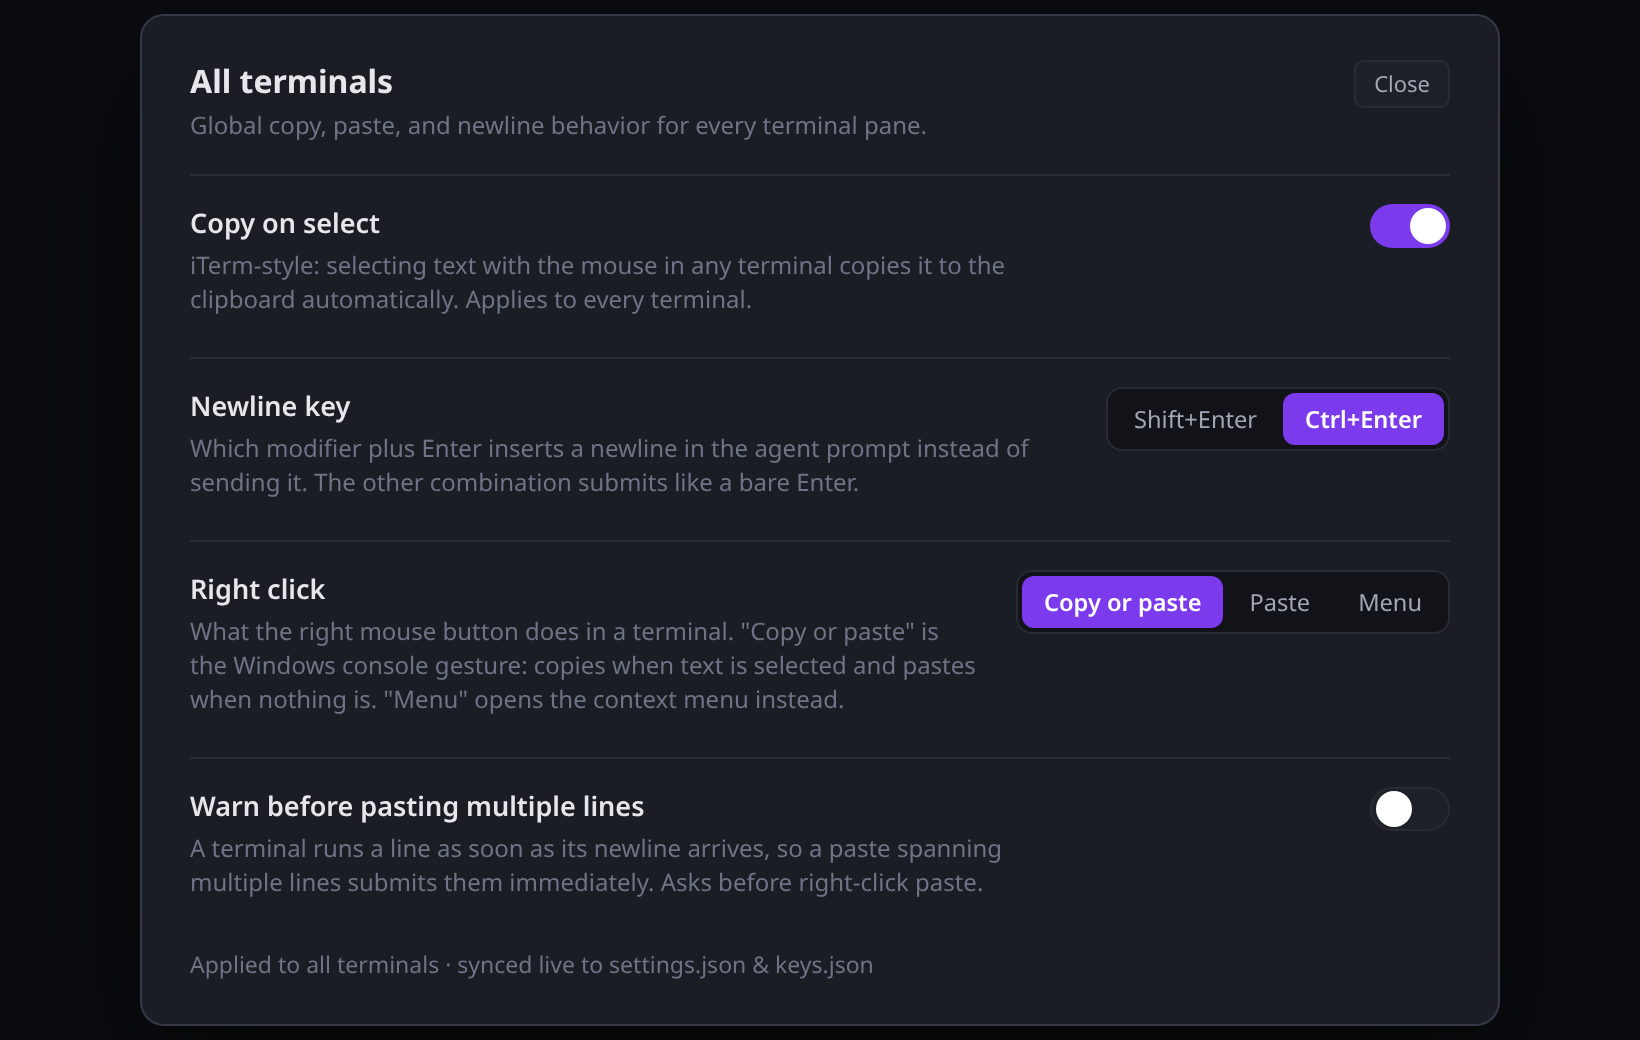 All terminals
Close
Global copy, paste, and newline behavior for every terminal pane.
Copy on select
iTerm-style: selecting text with the mouse in any terminal copies it to the
clipboard automatically. Applies to every terminal.
Newline key
Shift+Enter
Ctrl+Enter
Which modifier plus Enter inserts a newline in the agent prompt instead of
sending it. The other combination submits like a bare Enter.
Right click
Copy or paste
Paste
Menu
What the right mouse button does in a terminal. "Copy or paste" is
the Windows console gesture: copies when text is selected and pastes
when nothing is. "Menu" opens the context menu instead.
Warn before pasting multiple lines
A terminal runs a line as soon as its newline arrives, so a paste spanning
multiple lines submits them immediately. Asks before right-click paste.
Applied to all terminals · synced live to settings.json & keys.json